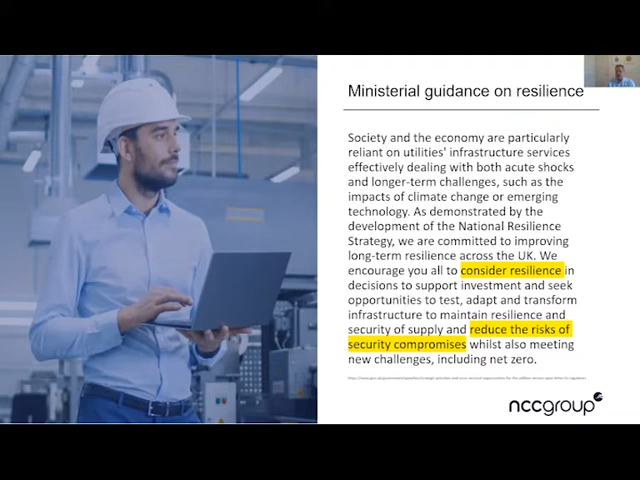 Ministerial guidance on resilience
Society and the economy are particularly
reliant on utilities' infrastructure services
effectively dealing with both acute shocks
and longer-term challenges, such as the
impacts of climate change or emerging
technology. As demonstrated by the
development of the National Resilience
Strategy, we are committed to improving
long-term resilience across the UK. We
encourage you all to consider resilience in
decisions to support investment and seek
opportunities to test, adapt and transform
infrastructure to maintain resilience and
security of supply and reduce the risks of
security compromises whilst also meeting
new challenges, including net zero.
nccgroup